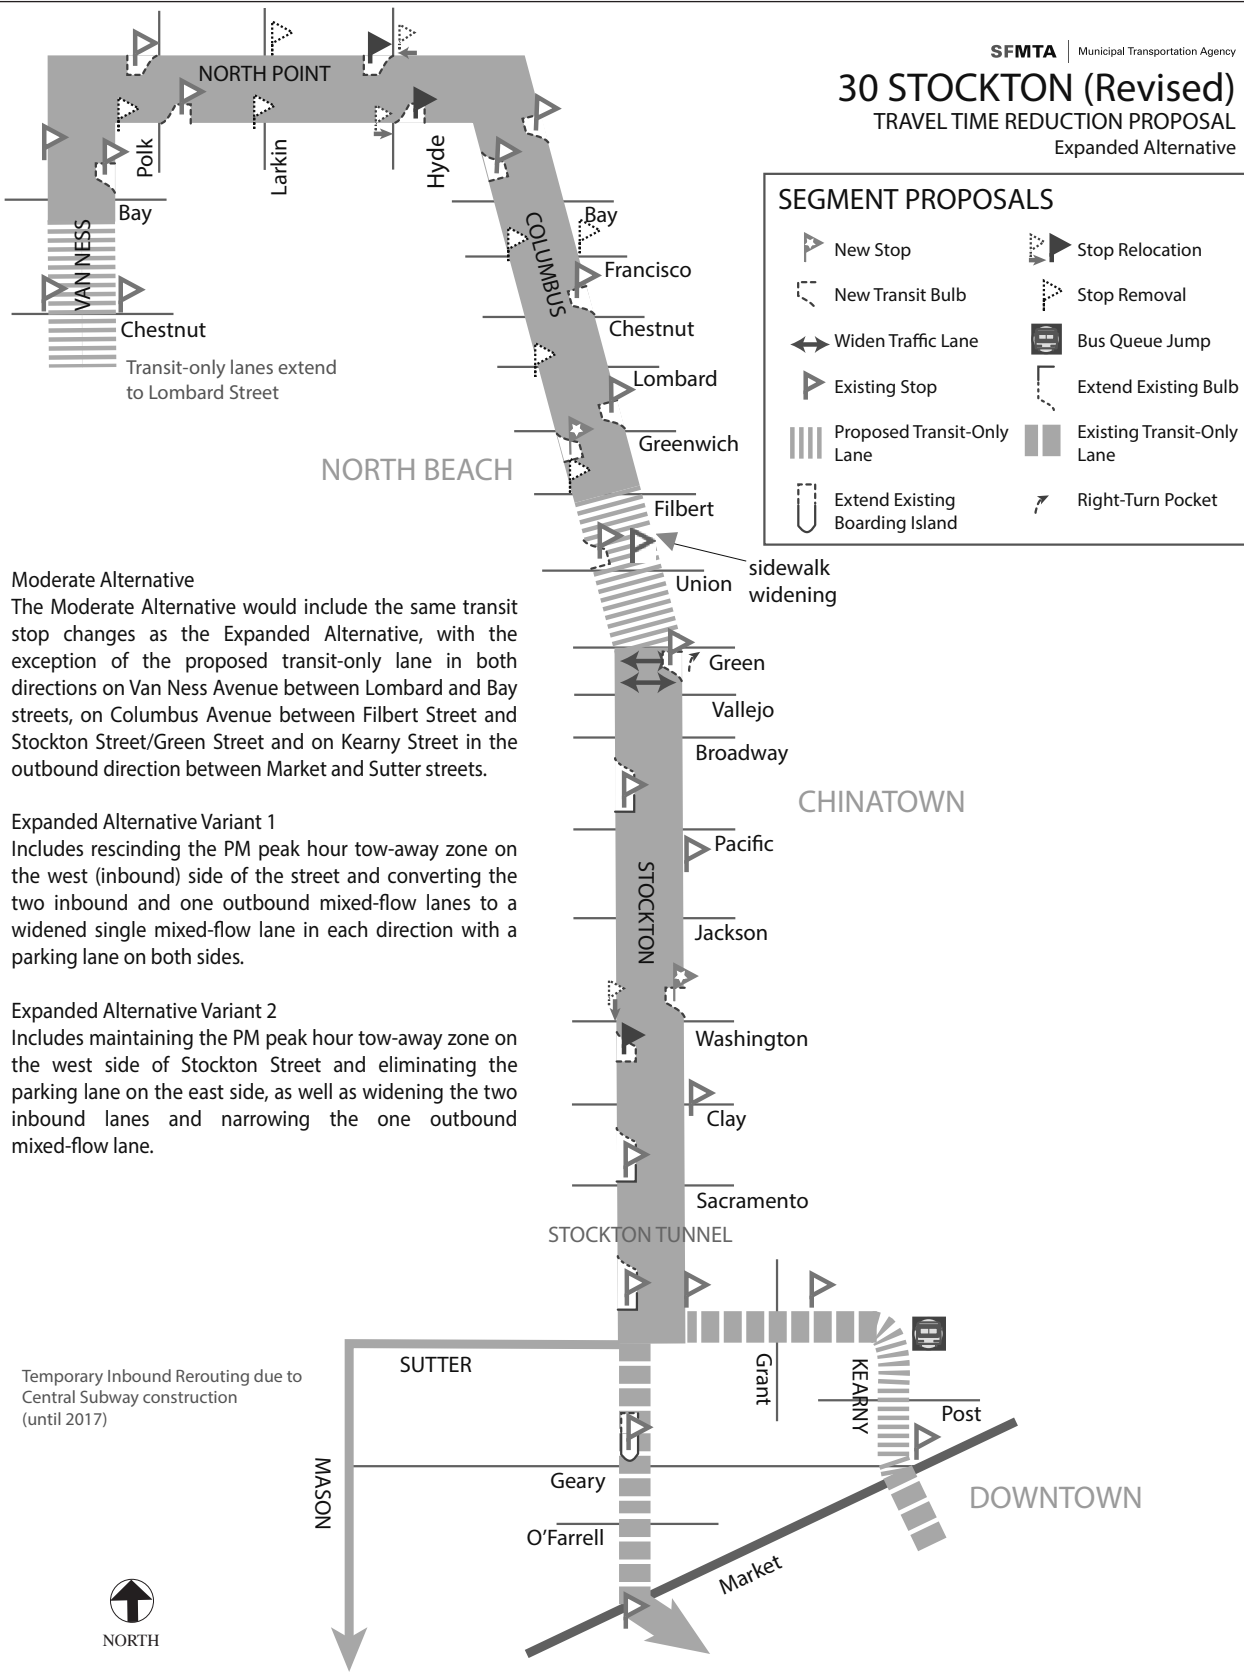 SFMTA Municipal Transportation Agency
30 STOCKTON (Revised)
TRAVEL TIME REDUCTION PROPOSAL
Expanded Alternative
SEGMENT PROPOSALS
New Stop
Stop Relocation
New Transit Bulb
Stop Removal
Widen Traffic Lane
Bus Queue Jump
Existing Stop
Extend Existing Bulb
Proposed Transit-Only
Lane
Existing Transit-Only
Lane
Extend Existing
Boarding Island
Right-Turn Pocket
NORTH POINT
Polk
Larkin
Hyde
Bay
VAN NESS
Chestnut
Transit-only lanes extend
to Lombard Street
COLUMBUS
Bay
Francisco
Chestnut
Lombard
Greenwich
NORTH BEACH
Filbert
Union
sidewalk
widening
Green
Vallejo
Broadway
CHINATOWN
Pacific
STOCKTON
Jackson
Washington
Clay
Sacramento
STOCKTON TUNNEL
Moderate Alternative
The Moderate Alternative would include the same transit
stop changes as the Expanded Alternative, with the
exception of the proposed transit-only lane in both
directions on Van Ness Avenue between Lombard and Bay
streets, on Columbus Avenue between Filbert Street and
Stockton Street/Green Street and on Kearny Street in the
outbound direction between Market and Sutter streets.
Expanded Alternative Variant 1
Includes rescinding the PM peak hour tow-away zone on
the west (inbound) side of the street and converting the
two inbound and one outbound mixed-flow lanes to a
widened single mixed-flow lane in each direction with a
parking lane on both sides.
Expanded Alternative Variant 2
Includes maintaining the PM peak hour tow-away zone on
the west side of Stockton Street and eliminating the
parking lane on the east side, as well as widening the two
inbound lanes and narrowing the one outbound
mixed-flow lane.
SUTTER
Grant
KEARNY
Post
Temporary Inbound Rerouting due to
Central Subway construction
(until 2017)
MASON
Geary
DOWNTOWN
O'Farrell
Market
NORTH